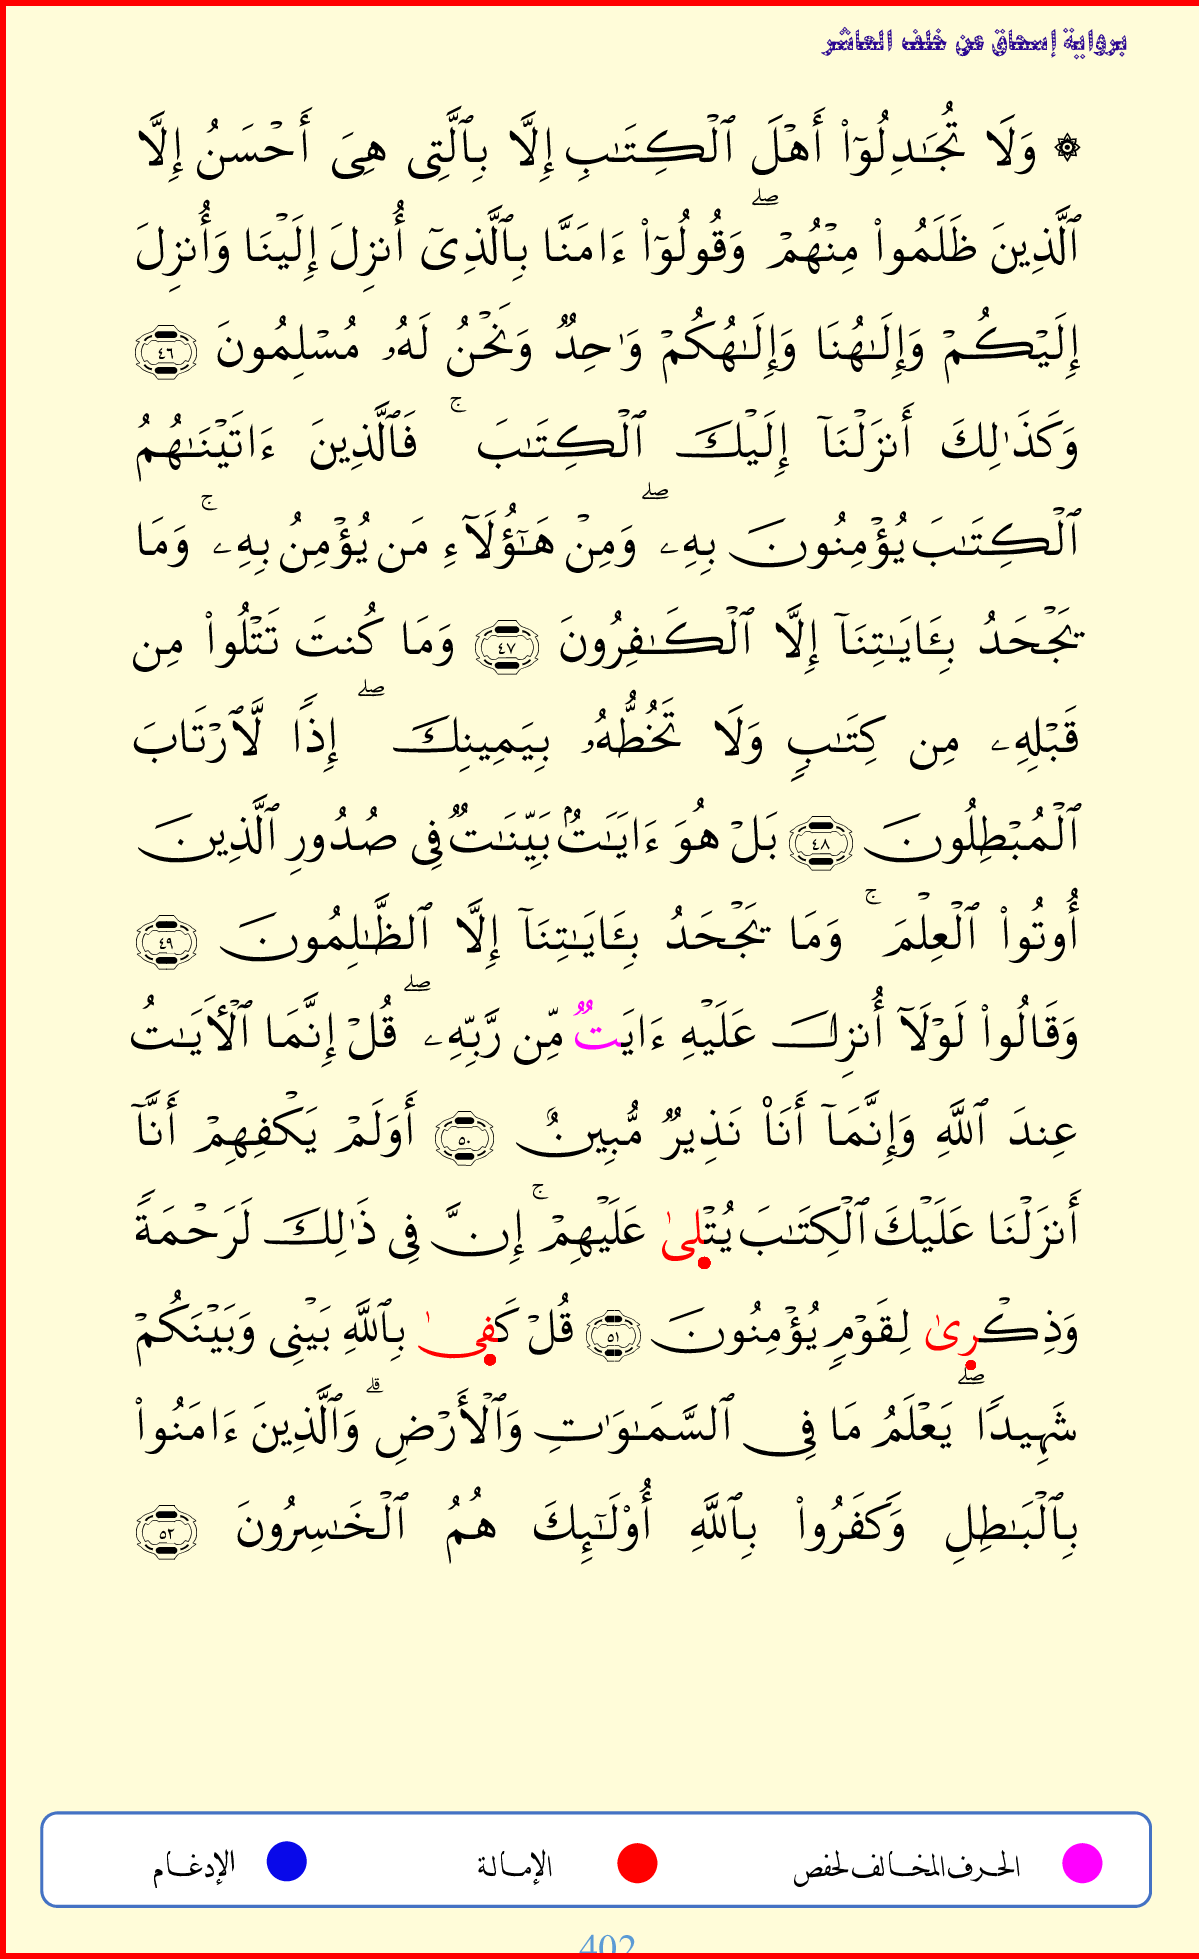 برواية إسحاق عن خلف العاشر
۞ وَلَا تُجَٰدِلُوٓا۟ أَهْلَ ٱلْكِتَٰبِ إِلَّا بِٱلَّتِى هِىَ أَحْسَنُ إِلَّا
ٱلَّذِينَ ظَلَمُوا۟ مِنْهُمْ ۖ وَقُولُوٓا۟ ءَامَنَّا بِٱلَّذِىٓ أُنزِلَ إِلَيْنَا وَأُنزِلَ
إِلَيْكُمْ وَإِلَٰهُنَا وَإِلَٰهُكُمْ وَٰحِدٌ وَنَحْنُ لَهُۥ مُسْلِمُونَ ٤٦
وَكَذَٰلِكَ أَنزَلْنَآ إِلَيْكَ ٱلْكِتَٰبَ ۚ فَٱلَّذِينَ ءَاتَيْنَٰهُمُ
ٱلْكِتَٰبَ يُؤْمِنُونَ بِهِۦ ۖ وَمِنْ هَٰٓؤُلَآءِ مَن يُؤْمِنُ بِهِۦ ۚ وَمَا
يَجْحَدُ بِـَٔايَٰتِنَآ إِلَّا ٱلْكَٰفِرُونَ ٤٧ وَمَا كُنتَ تَتْلُوا۟ مِن
قَبْلِهِۦ مِن كِتَٰبٍ وَلَا تَخُطُّهُۥ بِيَمِينِكَ ۖ إِذًا لَّٱرْتَابَ
ٱلْمُبْطِلُونَ ٤٨ بَلْ هُوَ ءَايَٰتٌۢ بَيِّنَٰتٌ فِى صُدُورِ ٱلَّذِينَ
أُوتُوا۟ ٱلْعِلْمَ ۚ وَمَا يَجْحَدُ بِـَٔايَٰتِنَآ إِلَّا ٱلظَّٰلِمُونَ ٤٩
وَقَالُوا۟ لَوْلَآ أُنزِلَ عَلَيْهِ ءَايَتٌ مِّن رَّبِّهِۦ ۖ قُلْ إِنَّمَا ٱلْأَيَٰتُ
عِندَ ٱللَّهِ وَإِنَّمَآ أَنَا۠ نَذِيرٌ مُّبِينٌ ٥٠ أَوَلَمْ يَكْفِهِمْ أَنَّآ
أَنزَلْنَا عَلَيْكَ ٱلْكِتَٰبَ يُتْلِىٰ عَلَيْهِمْ ۚ إِنَّ فِى ذَٰلِكَ لَرَحْمَةً
وَذِكْرِىٰ لِقَوْمٍ يُؤْمِنُونَ ٥١ قُلْ كَفِىٰ بِٱللَّهِ بَيْنِى وَبَيْنَكُمْ
شَهِيدًا ۖ يَعْلَمُ مَا فِى ٱلسَّمَٰوَٰتِ وَٱلْأَرْضِ ۗ وَٱلَّذِينَ ءَامَنُوا۟
بِٱلْبَٰطِلِ وَكَفَرُوا۟ بِٱللَّهِ أُو۟لَٰٓئِكَ هُمُ ٱلْخَٰسِرُونَ ٥٢
الحرف المخالف لحفص الإمالة الإدغام
402